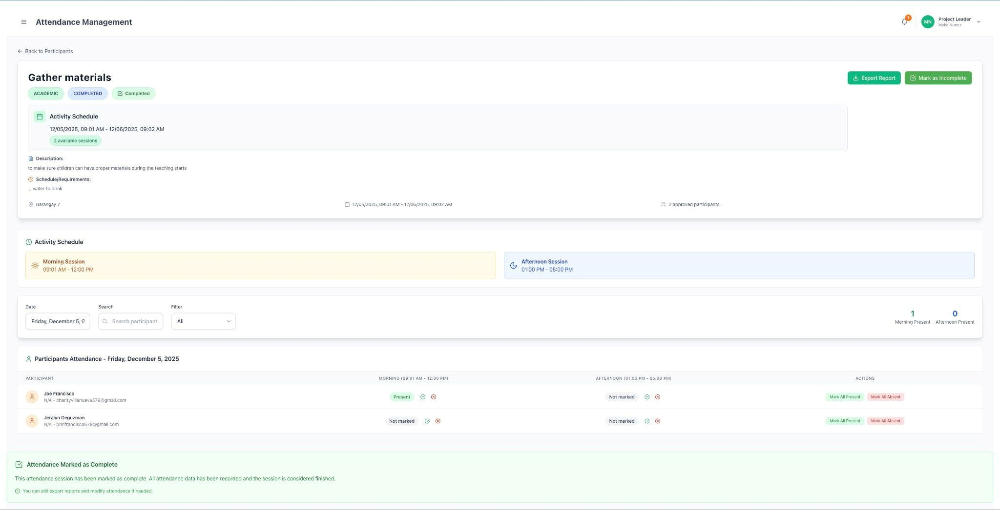 Attendance Management
1
MN
Project Leader
Myka Nunez
Back to Participants
Gather materials
Export Report
Mark as Incomplete
ACADEMIC
COMPLETED
Completed
Activity Schedule
12/05/2025, 09:01 AM - 12/06/2025, 09:02 AM
2 available sessions
Description:
to make sure children can have proper materials during the teaching starts
Schedule/Requirements:
. water to drink
Barangay 7
12/05/2025, 09:01 AM - 12/06/2025, 09:02 AM
2 approved participants
Activity Schedule
Morning Session
09:01 AM - 12:00 PM
Afternoon Session
01:00 PM - 05:00 PM
Date
Search
Filter
Friday, December 5, 2
Search participant
All
1
Morning Present
0
Afternoon Present
Participants Attendance - Friday, December 5, 2025
PARTICIPANT
MORNING (09:01 AM - 12:00 PM)
AFTERNOON (01:00 PM - 05:00 PM)
ACTIONS
Joe Francisco
N/A • charityvillanueva379@gmail.com
Present
Not marked
Mark All Present
Mark All Absent
Jeralyn Deguzman
N/A • prinfrancisco679@gmail.com
Not marked
Not marked
Mark All Present
Mark All Absent
Attendance Marked as Complete
This attendance session has been marked as complete. All attendance data has been recorded and the session is considered finished.
You can still export reports and modify attendance if needed.